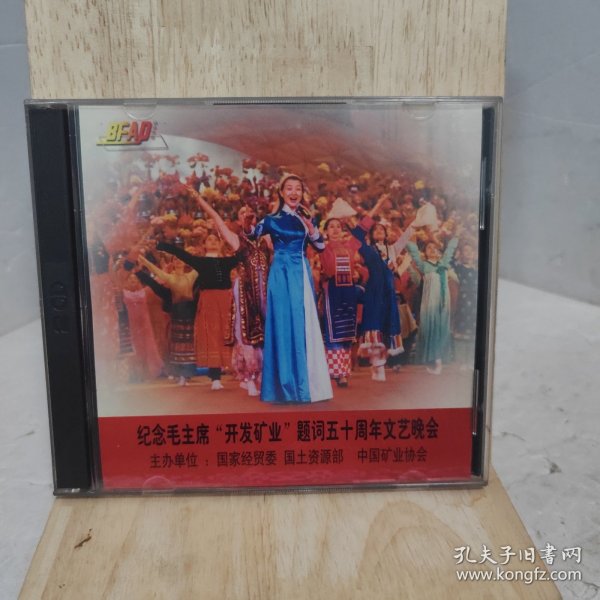 BFAD
纪念毛主席“开发矿业”题词五十周年文艺晚会
主办单位：国家经贸委 国土资源部 中国矿业协会
孔夫子旧书网
www.kongfz.com